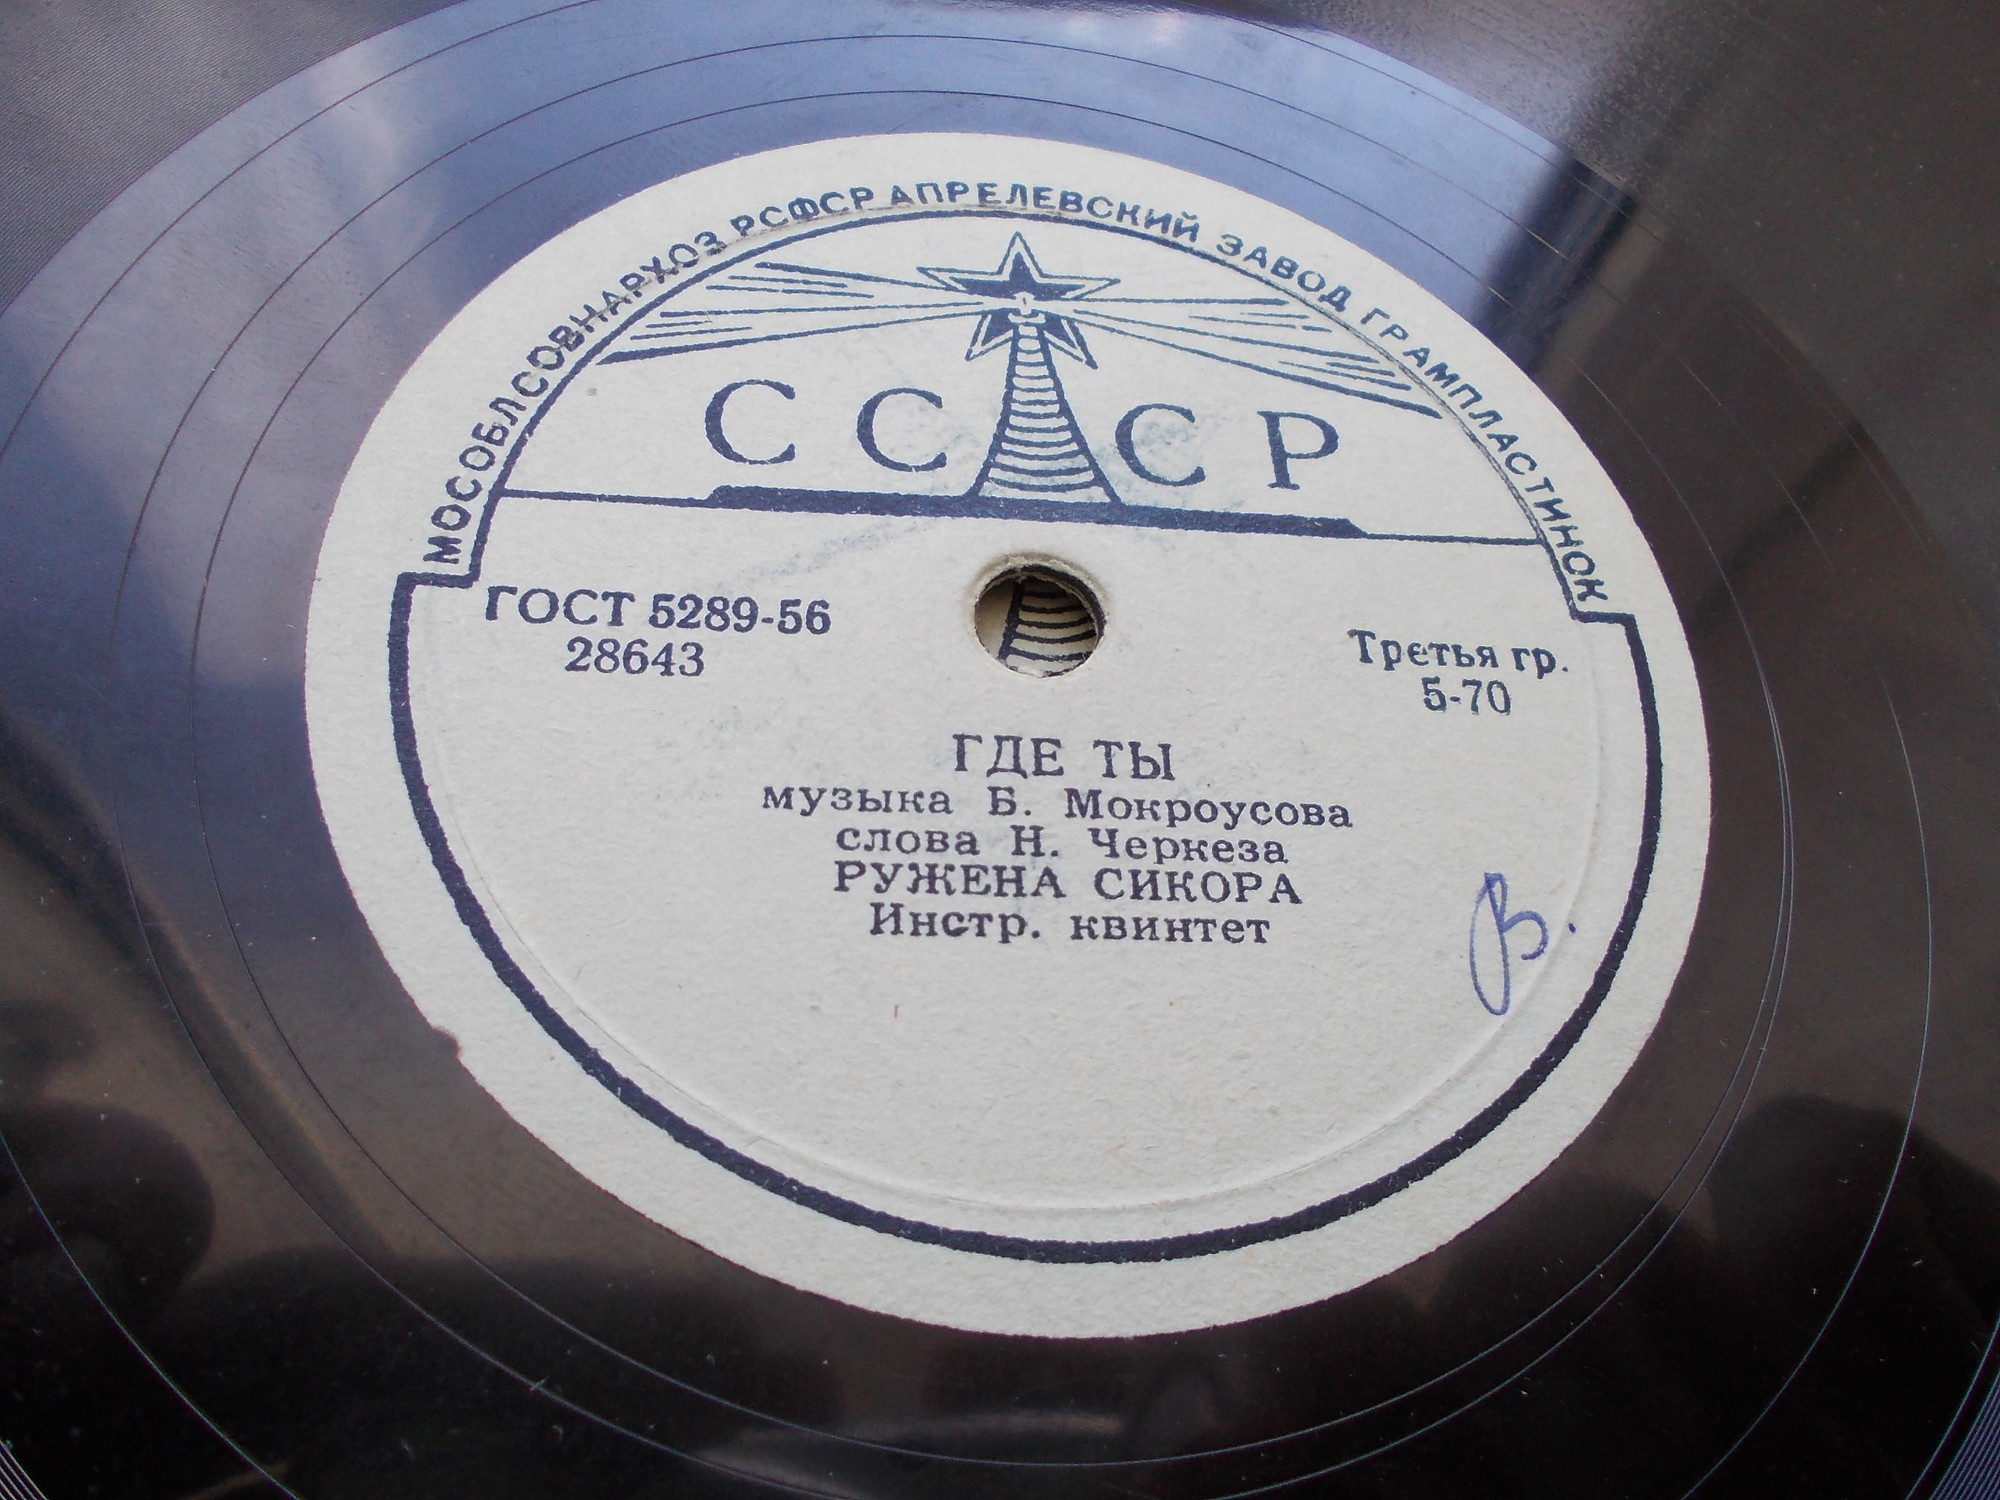 МОСОБЛСОВНАРХОЗ РСФСР АПРЕЛЕВСКИЙ ЗАВОД ГРАМПЛАСТИНОК
СССР
ГОСТ 5289-56
28643
Третья гр.
5-70
ГДЕ ТЫ
музыка Б. Мокроусова
слова Н. Черкеза
РУЖЕНА СИКОРА
Инстр. квинтет
В.